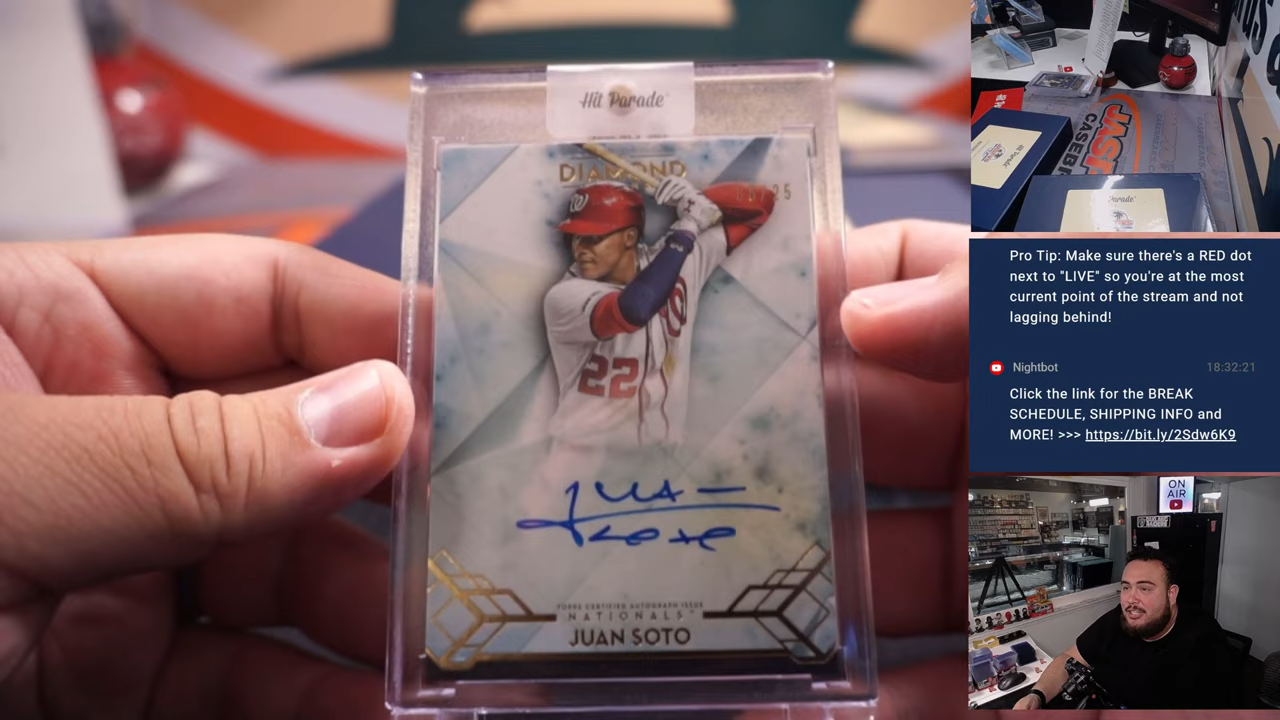 Hit Parade
DIAMOND
W
22
TOPPS CERTIFIED AUTOGRAPH ISSUE
NATIONALS
JUAN SOTO
Parade
Pro Tip: Make sure there's a RED dot
next to "LIVE" so you're at the most
current point of the stream and not
lagging behind!
Nightbot 18:32:21
Click the link for the BREAK
SCHEDULE, SHIPPING INFO and
MORE! >>> https://bit.ly/2Sdw6K9
ON
AIR